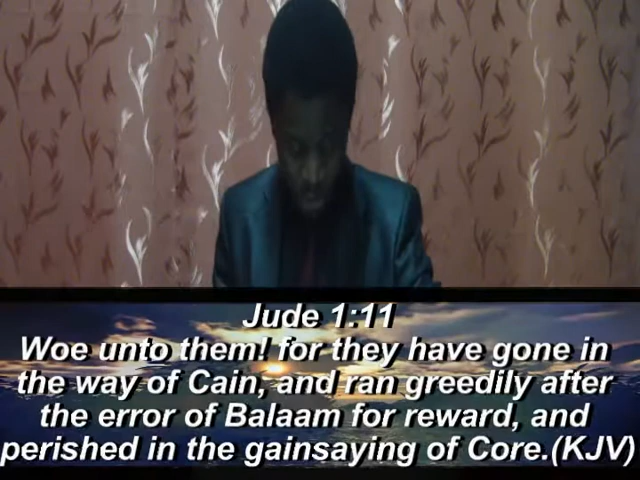 Jude 1:11
Woe unto them! for they have gone in
the way of Cain, and ran greedily after
the error of Balaam for reward, and
perished in the gainsaying of Core.(KJV)